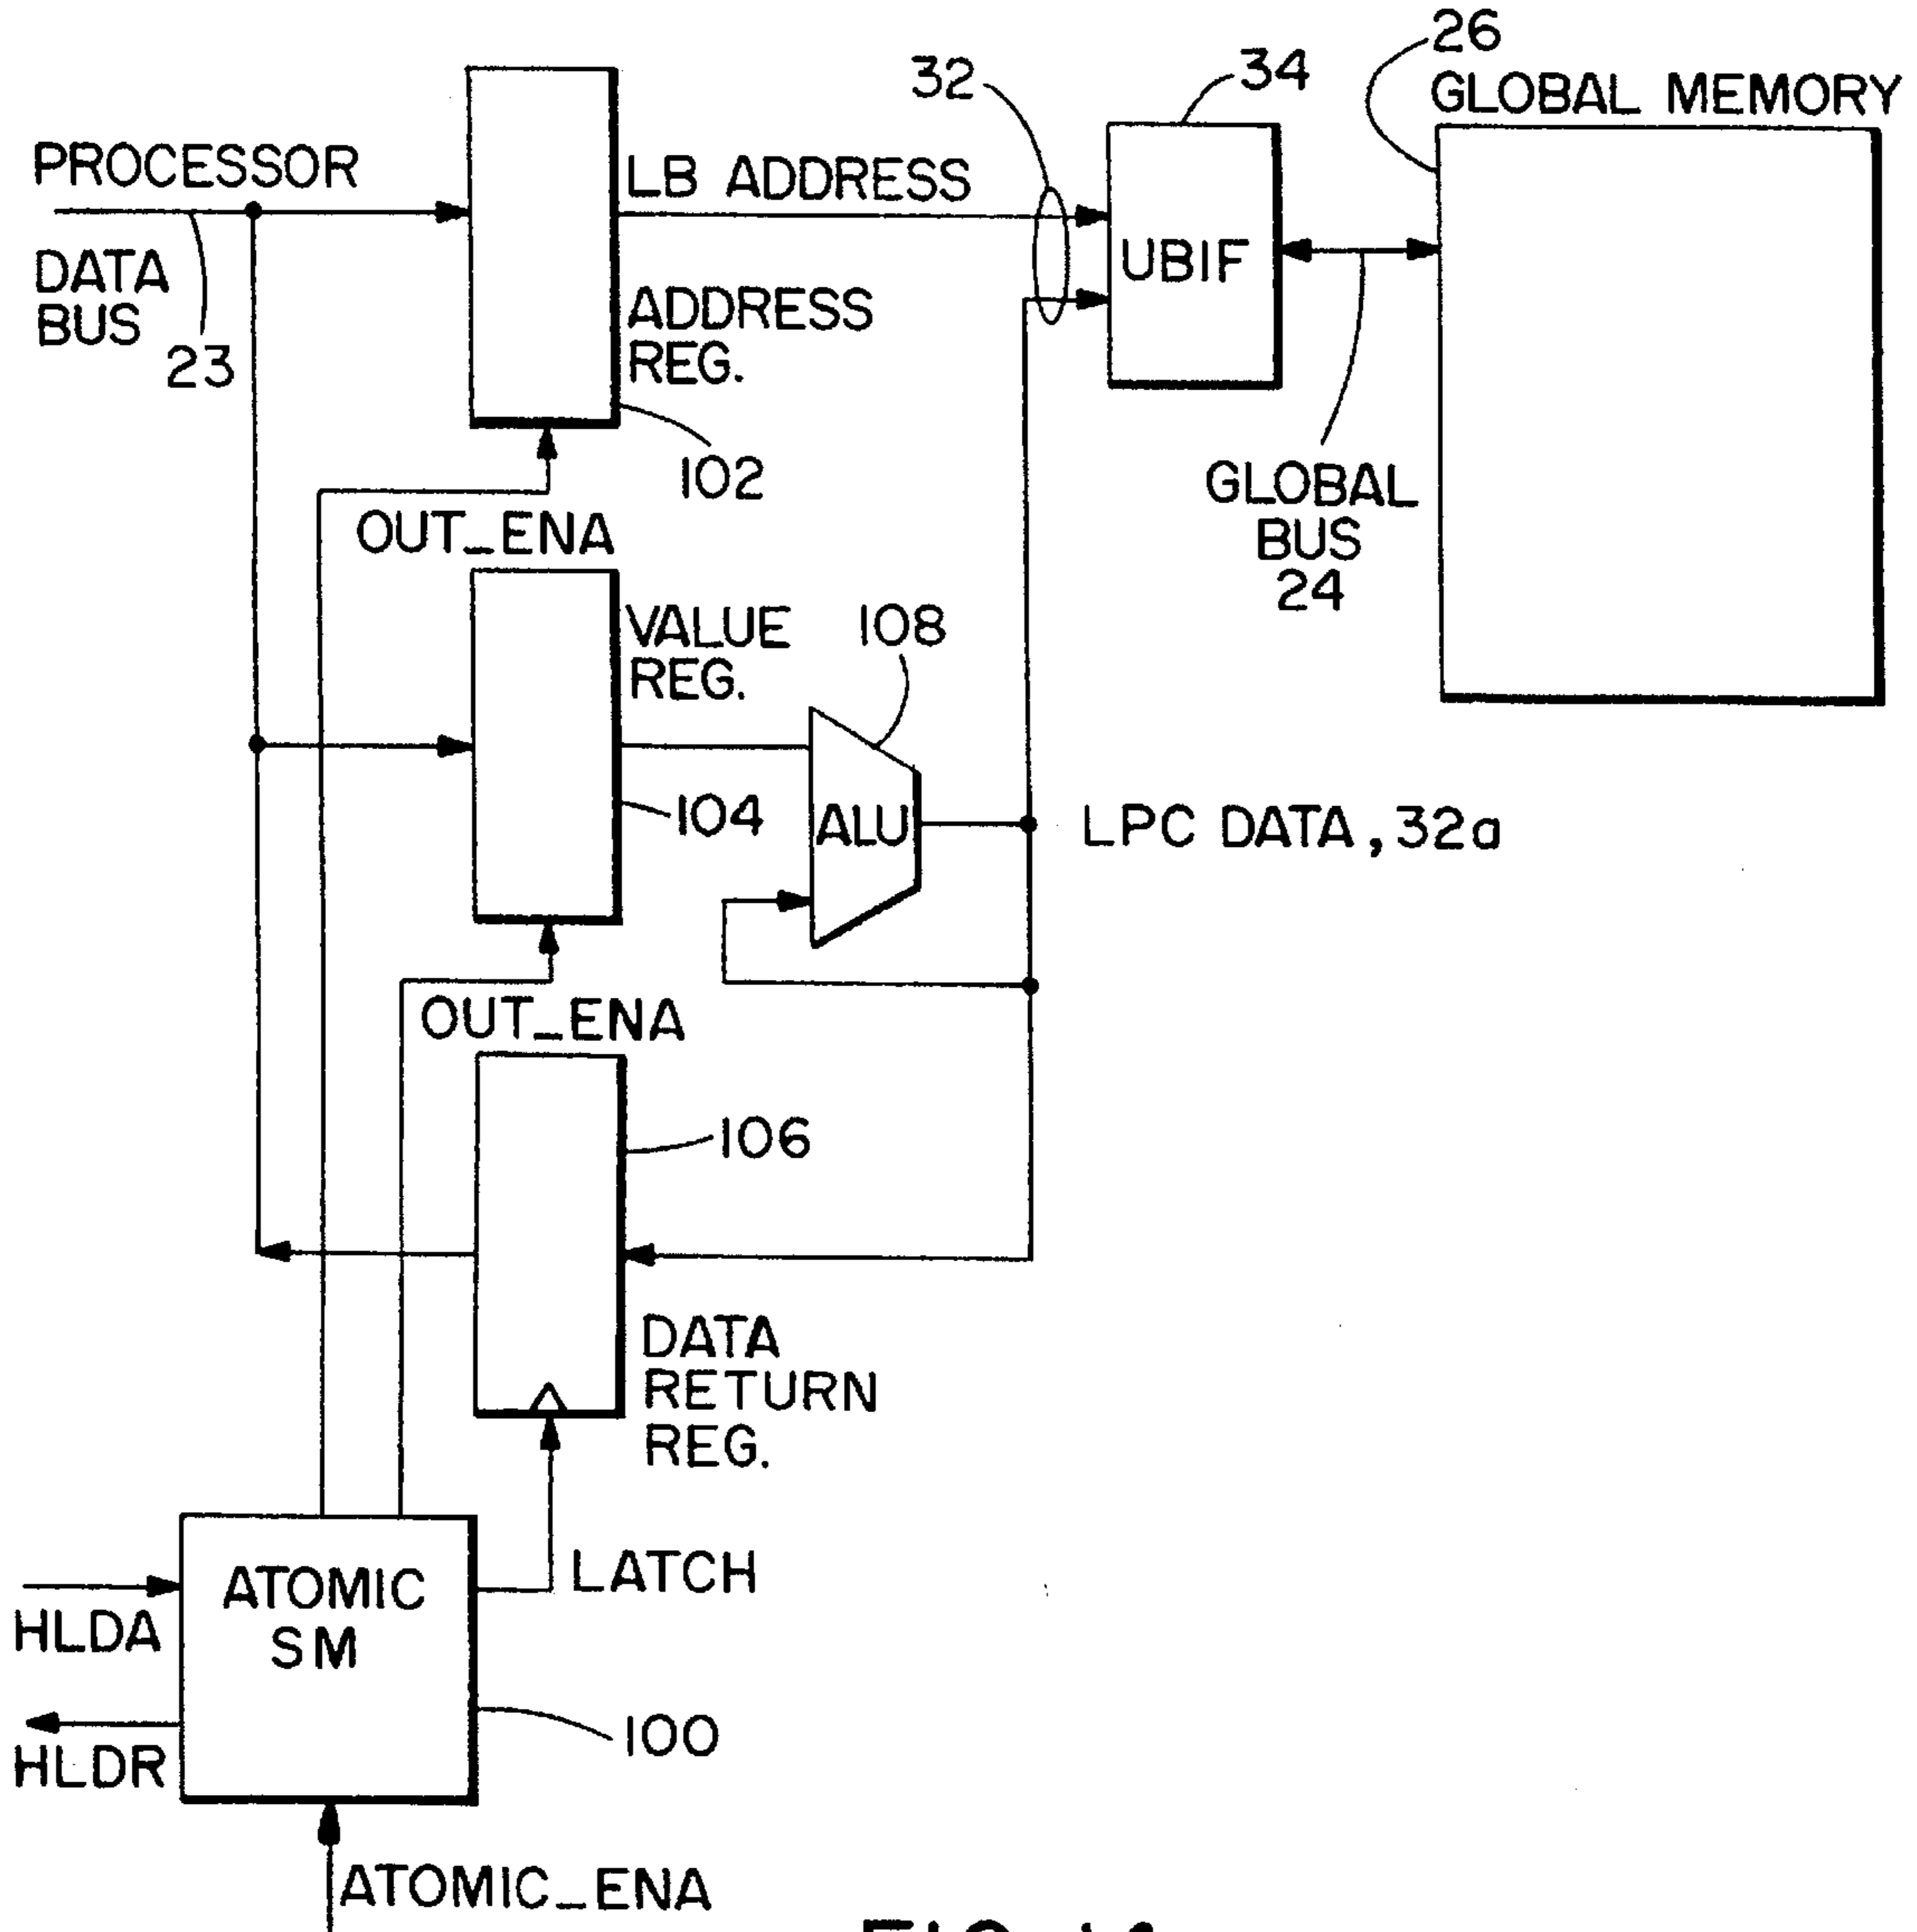 26
GLOBAL MEMORY
32
34
PROCESSOR
DATA
BUS
23
LB ADDRESS
UBIF
ADDRESS
REG.
102
GLOBAL
BUS
24
OUT_ENA
VALUE
REG.
108
104
ALU
LPC DATA, 32a
OUT_ENA
106
DATA
RETURN
REG.
ATOMIC
SM
LATCH
HLDA
HLDR
100
ATOMIC_ENA